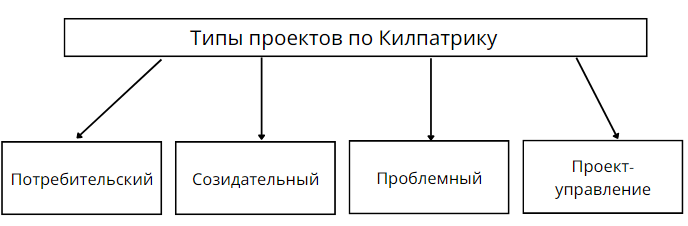 Типы проектов по Килпатрику
Потребительский
Созидательный
Проблемный
Проект-
управление